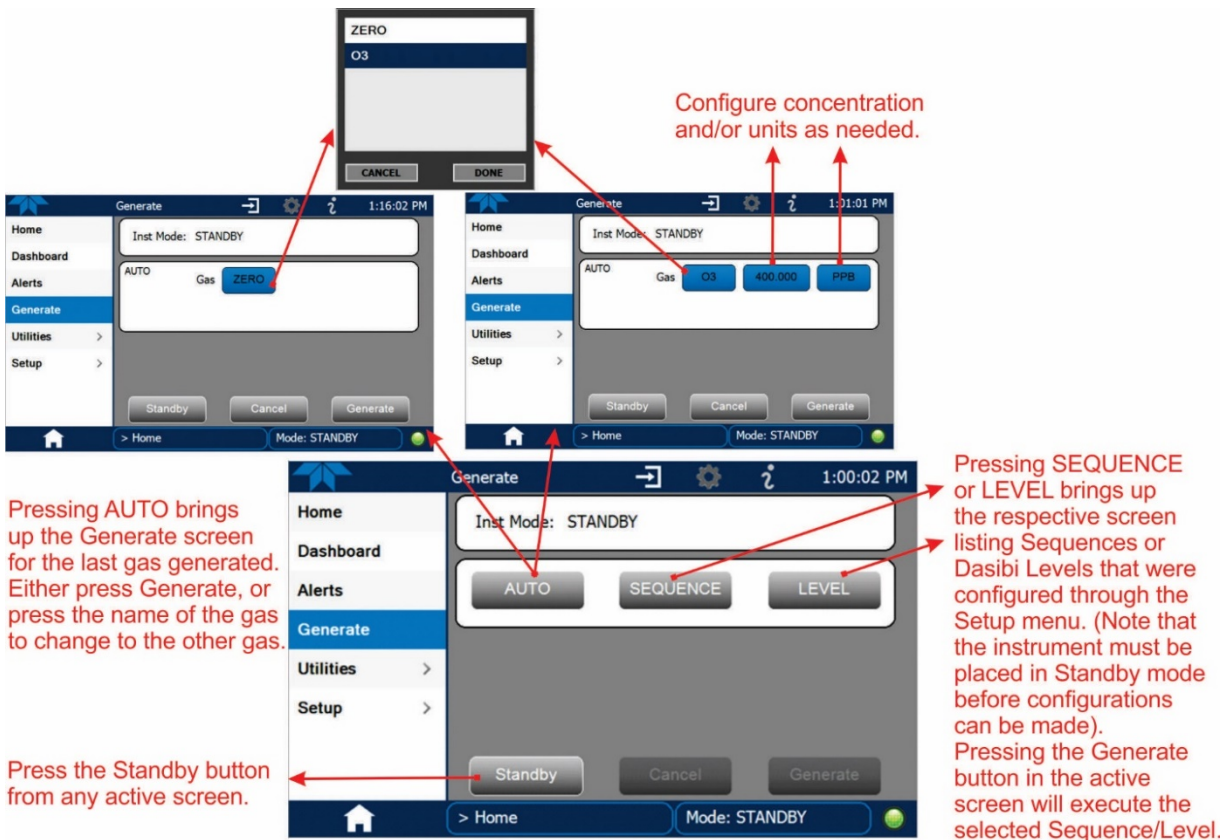 ZERO
O3
CANCEL DONE
Configure concentration
and/or units as needed.
Generate 1:16:02 PM
Home
Dashboard
Alerts
Generate
Utilities >
Setup >
Inst Mode: STANDBY
AUTO
Gas ZERO
Standby Cancel Generate
> Home Mode: STANDBY
Generate 1:01:01 PM
Home
Dashboard
Alerts
Generate
Utilities >
Setup >
Inst Mode: STANDBY
AUTO
Gas O3 400.000 PPB
Standby Cancel Generate
> Home Mode: STANDBY
Pressing AUTO brings
up the Generate screen
for the last gas generated.
Either press Generate, or
press the name of the gas
to change to the other gas.
Press the Standby button
from any active screen.
Generate 1:00:02 PM
Home
Dashboard
Alerts
Generate
Utilities >
Setup >
Inst Mode: STANDBY
AUTO SEQUENCE LEVEL
Standby Cancel Generate
> Home Mode: STANDBY
Pressing SEQUENCE
or LEVEL brings up
the respective screen
listing Sequences or
Dasibi Levels that were
configured through the
Setup menu. (Note that
the instrument must be
placed in Standby mode
before configurations
can be made).
Pressing the Generate
button in the active
screen will execute the
selected Sequence/Level.